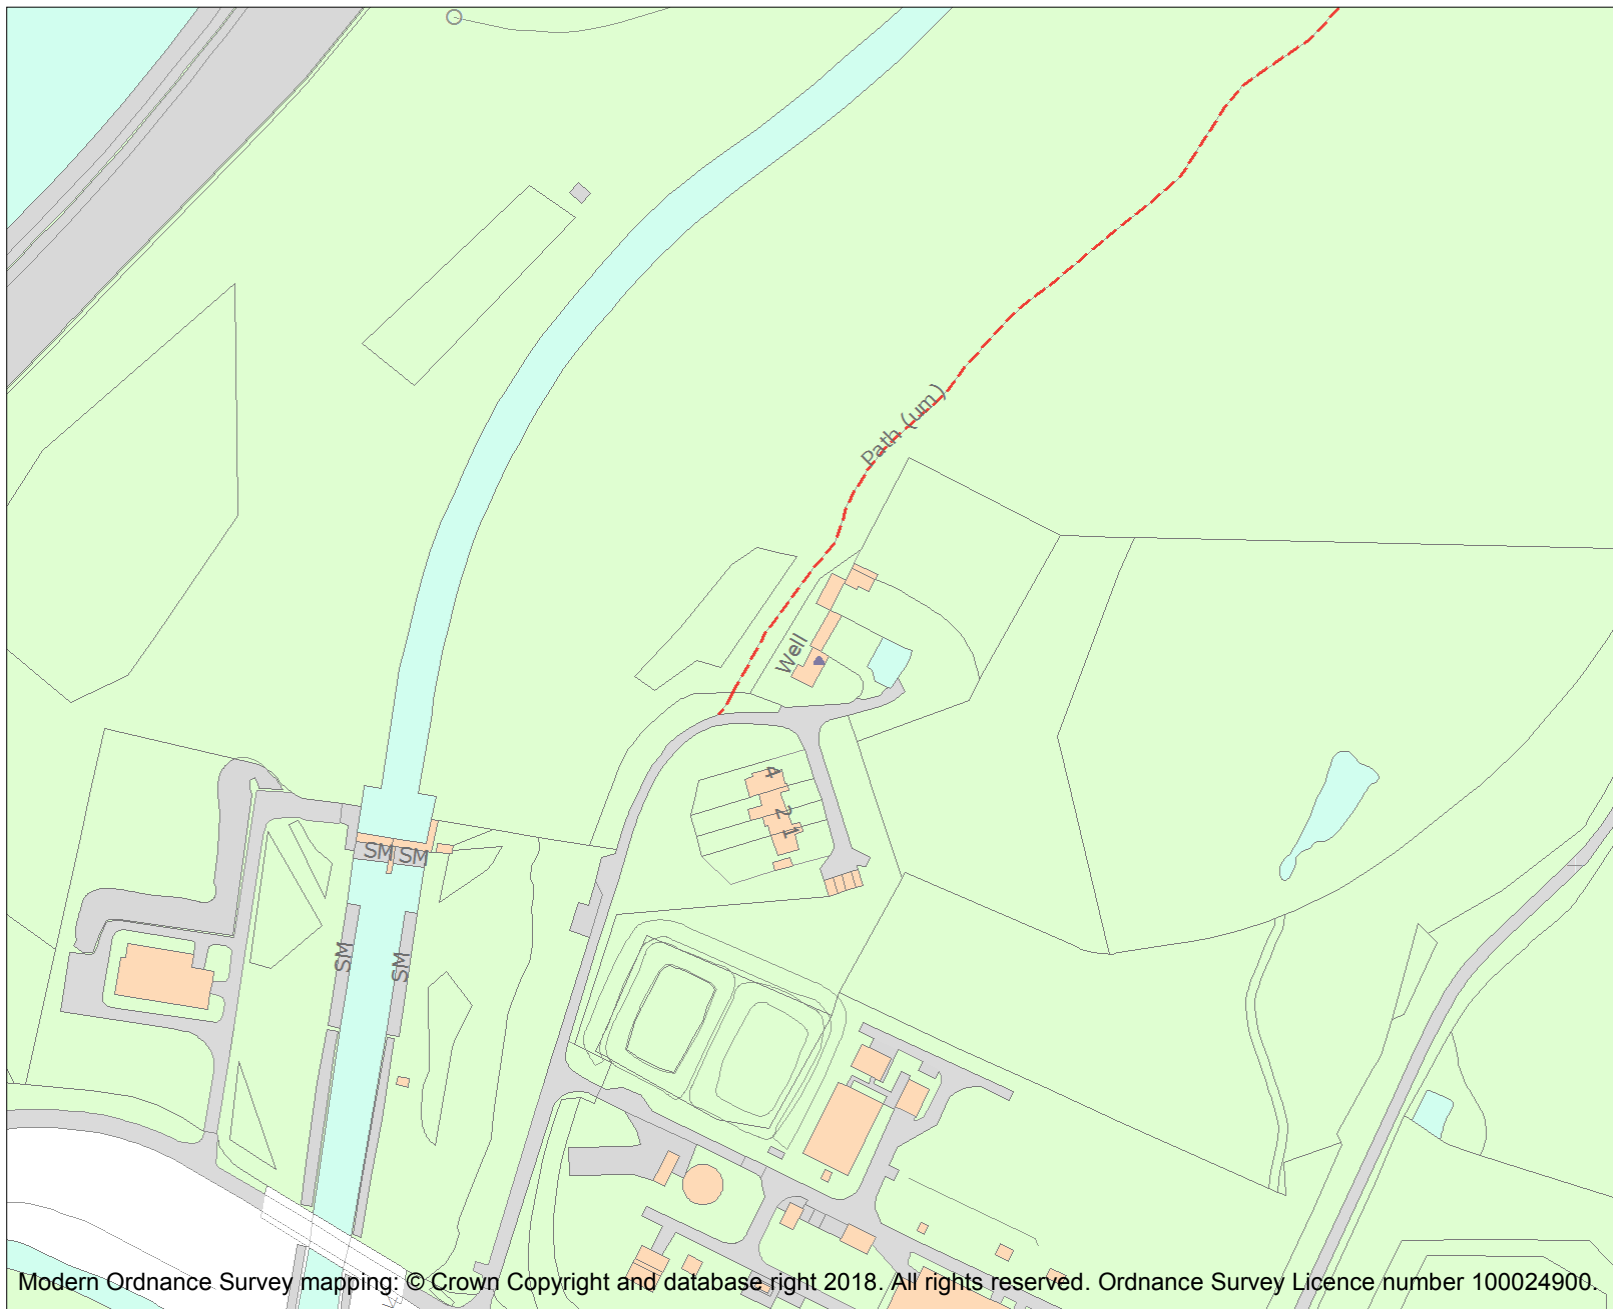 Path (um)
Well
4
2
1
SM
SM
SM
SM
Modern Ordnance Survey mapping: © Crown Copyright and database right 2018. All rights reserved. Ordnance Survey Licence number 100024900.